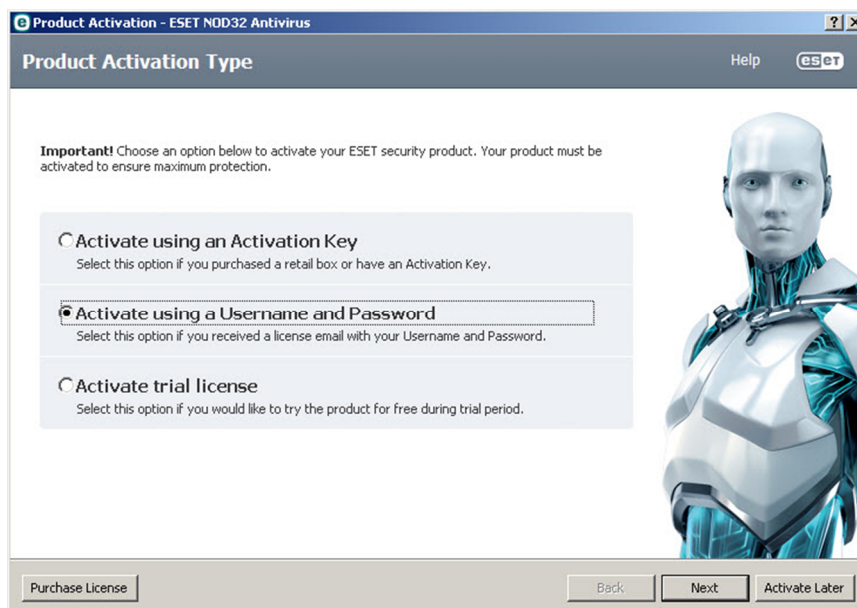 Product Activation - ESET NOD32 Antivirus
Product Activation Type
Help
eset
Important! Choose an option below to activate your ESET security product. Your product must be
activated to ensure maximum protection.
Activate using an Activation Key
Select this option if you purchased a retail box or have an Activation Key.
Activate using a Username and Password
Select this option if you received a license email with your Username and Password.
Activate trial license
Select this option if you would like to try the product for free during trial period.
Purchase License
Back
Next
Activate Later